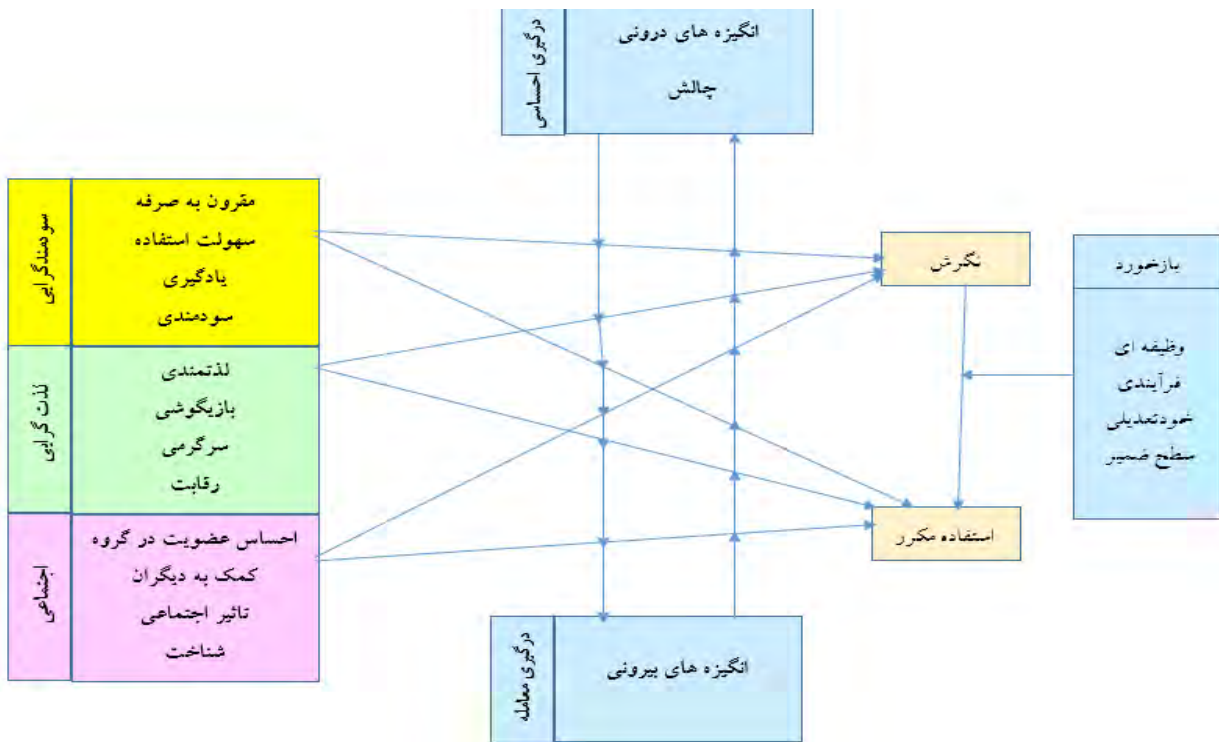 انگیزه های درونی
چالش
درگیری احساسی
سودمندگرایی
مقرون به صرفه
سهولت استفاده
یادگیری
سودمندی
لذت گرایی
لذتمندی
بازیگوشی
سرگرمی
رقابت
اجتماعی
احساس عضویت در گروه
کمک به دیگران
تاثیر اجتماعی
شناخت
نگرش
استفاده مکرر
بازخورد
وظیفه ای
فرآیندی
خودتعدیلی
سطح ضمیر
درگیری معامله
انگیزه های بیرونی